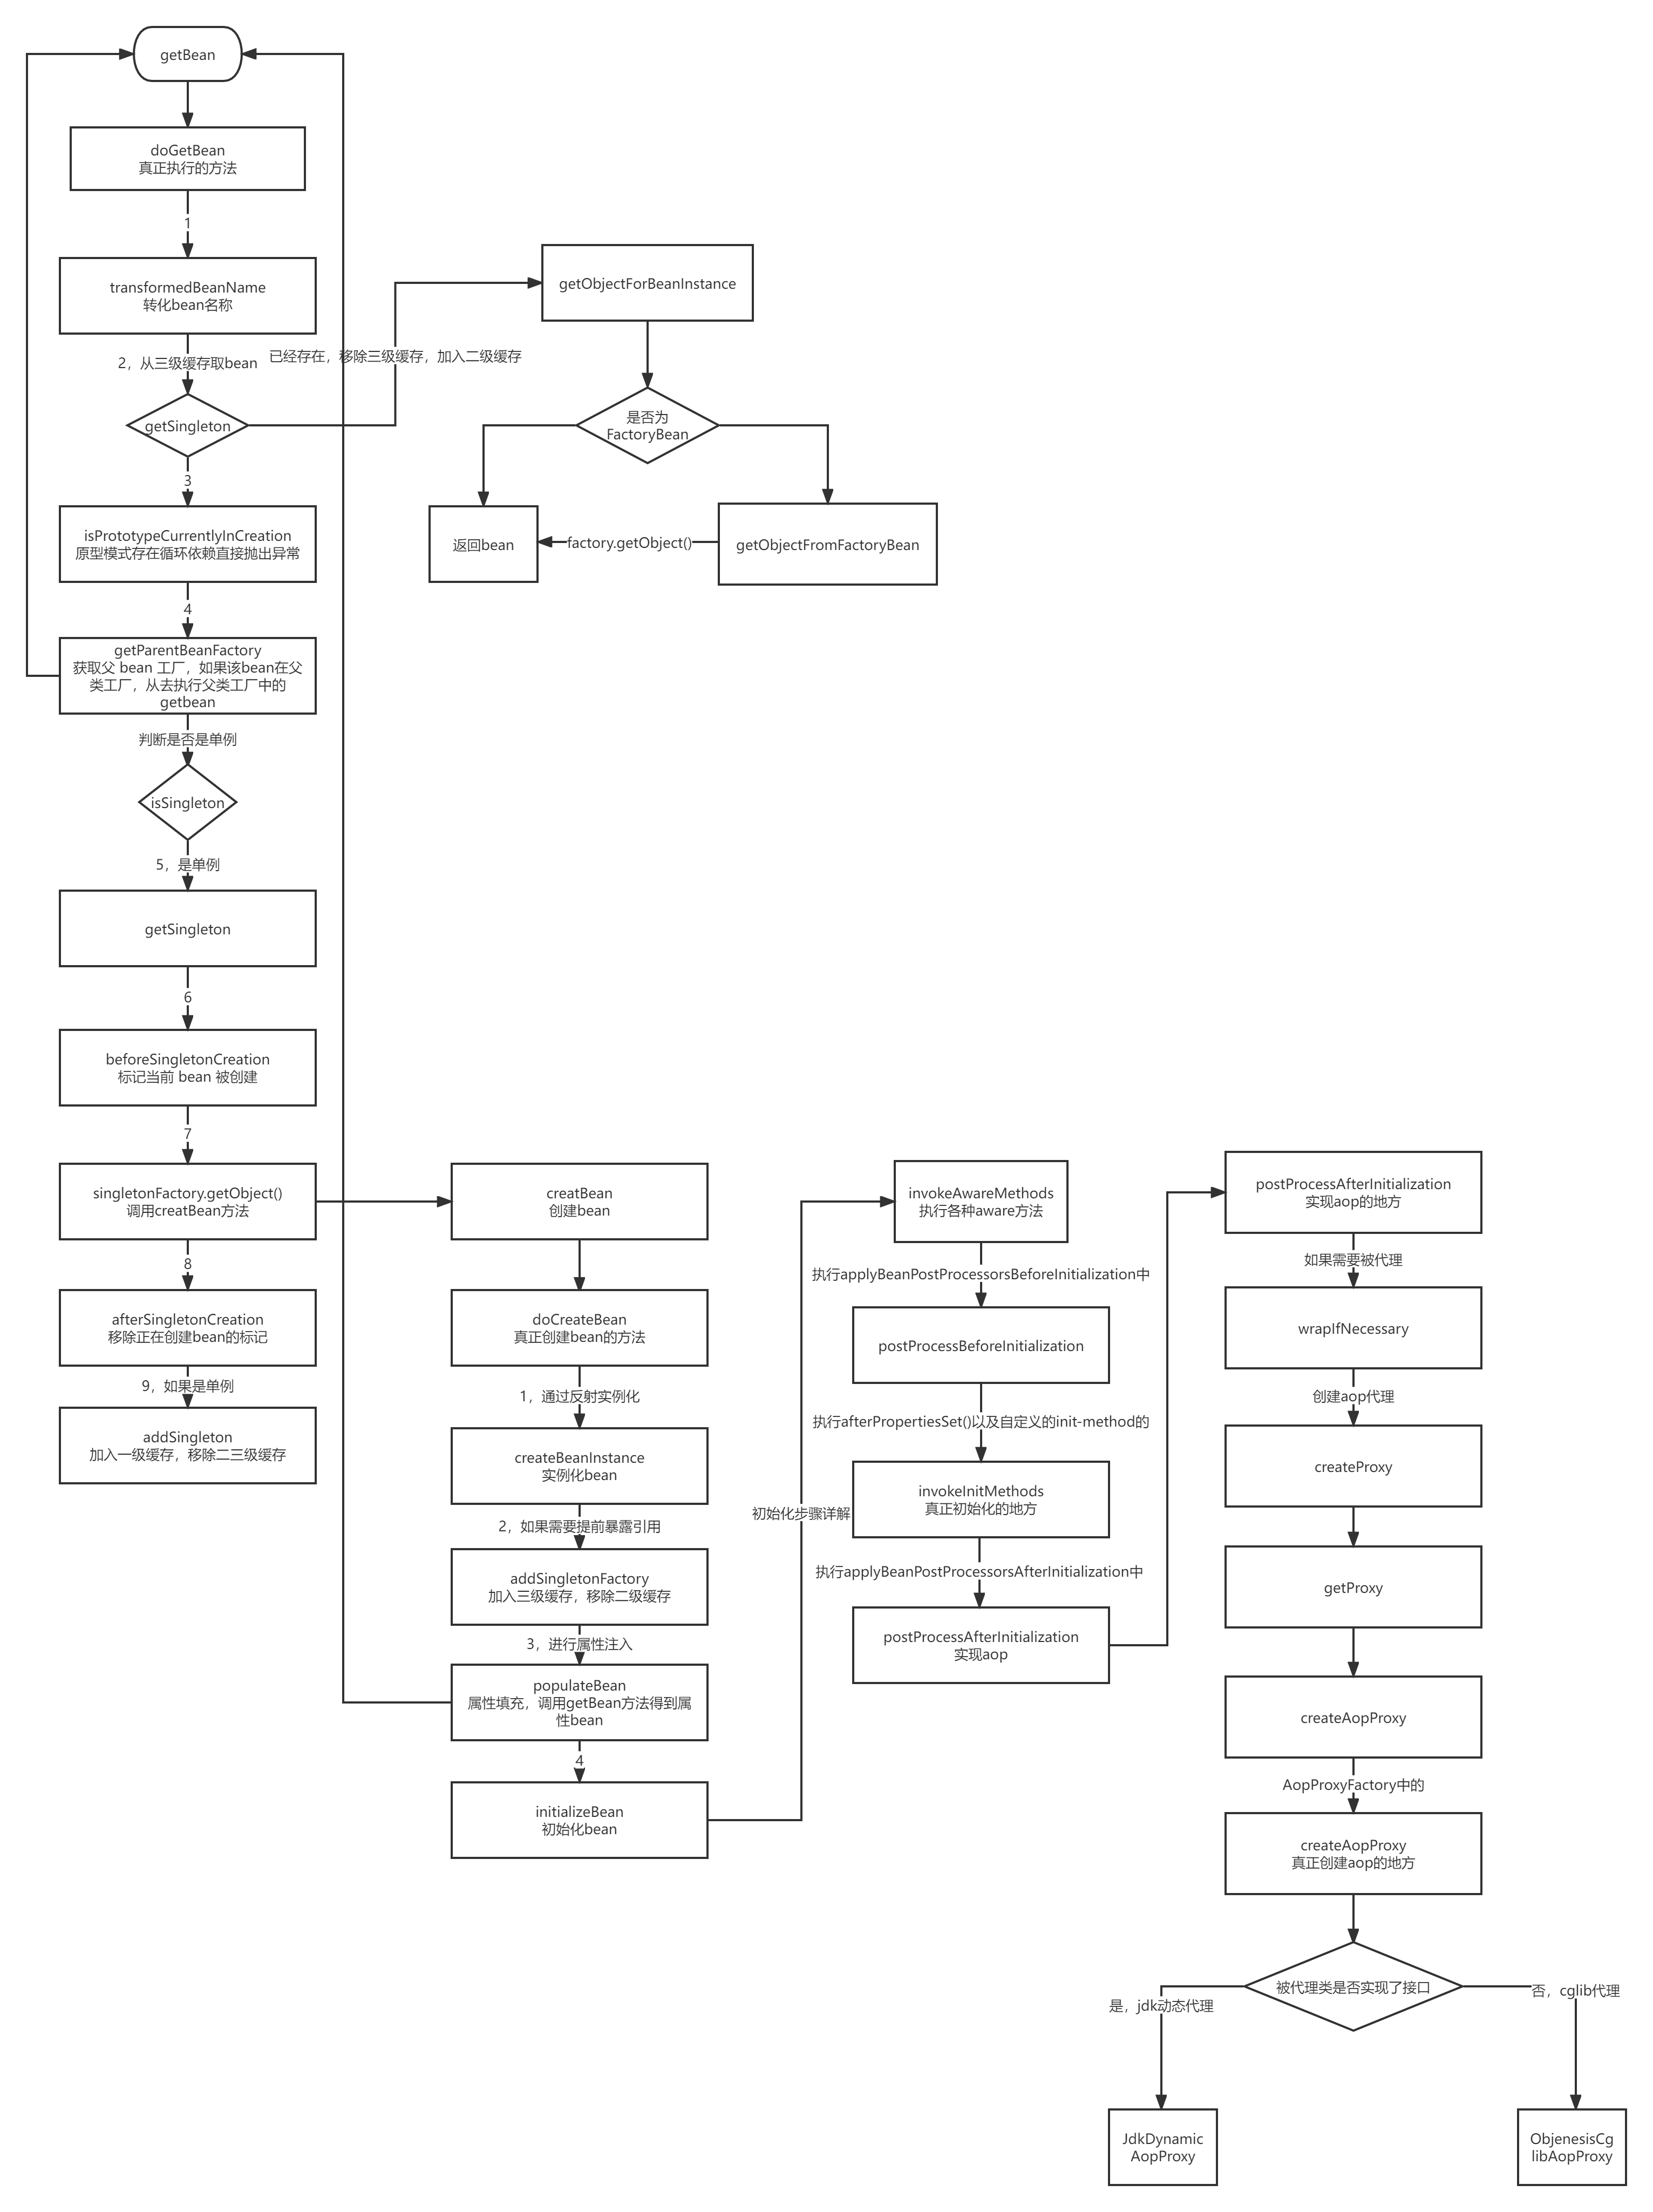 getBean
doGetBean
真正执行的方法
1
transformedBeanName
转化bean名称
2，从三级缓存取bean
已经存在，移除三级缓存，加入二级缓存
getSingleton
getObjectForBeanInstance
是否为
FactoryBean
返回bean
factory.getObject()
getObjectFromFactoryBean
3
isPrototypeCurrentlyInCreation
原型模式存在循环依赖直接抛出异常
4
getParentBeanFactory
获取父 bean 工厂，如果该bean在父
类工厂，从去执行父类工厂中的
getbean
判断是否是单例
isSingleton
5，是单例
getSingleton
6
beforeSingletonCreation
标记当前 bean 被创建
7
singletonFactory.getObject()
调用creatBean方法
8
afterSingletonCreation
移除正在创建bean的标记
9，如果是单例
addSingleton
加入一级缓存，移除二三级缓存
creatBean
创建bean
doCreateBean
真正创建bean的方法
1，通过反射实例化
createBeanInstance
实例化bean
2，如果需要提前暴露引用
addSingletonFactory
加入三级缓存，移除二级缓存
3，进行属性注入
populateBean
属性填充，调用getBean方法得到属
性bean
4
initializeBean
初始化bean
初始化步骤详解
invokeAwareMethods
执行各种aware方法
执行applyBeanPostProcessorsBeforeInitialization中
postProcessBeforeInitialization
执行afterPropertiesSet()以及自定义的init-method的
invokeInitMethods
真正初始化的地方
执行applyBeanPostProcessorsAfterInitialization中
postProcessAfterInitialization
实现aop
postProcessAfterInitialization
实现aop的地方
如果需要被代理
wrapIfNecessary
创建aop代理
createProxy
getProxy
createAopProxy
AopProxyFactory中的
createAopProxy
真正创建aop的地方
被代理类是否实现了接口
是，jdk动态代理
否，cglib代理
JdkDynamic
AopProxy
ObjenesisCg
libAopProxy